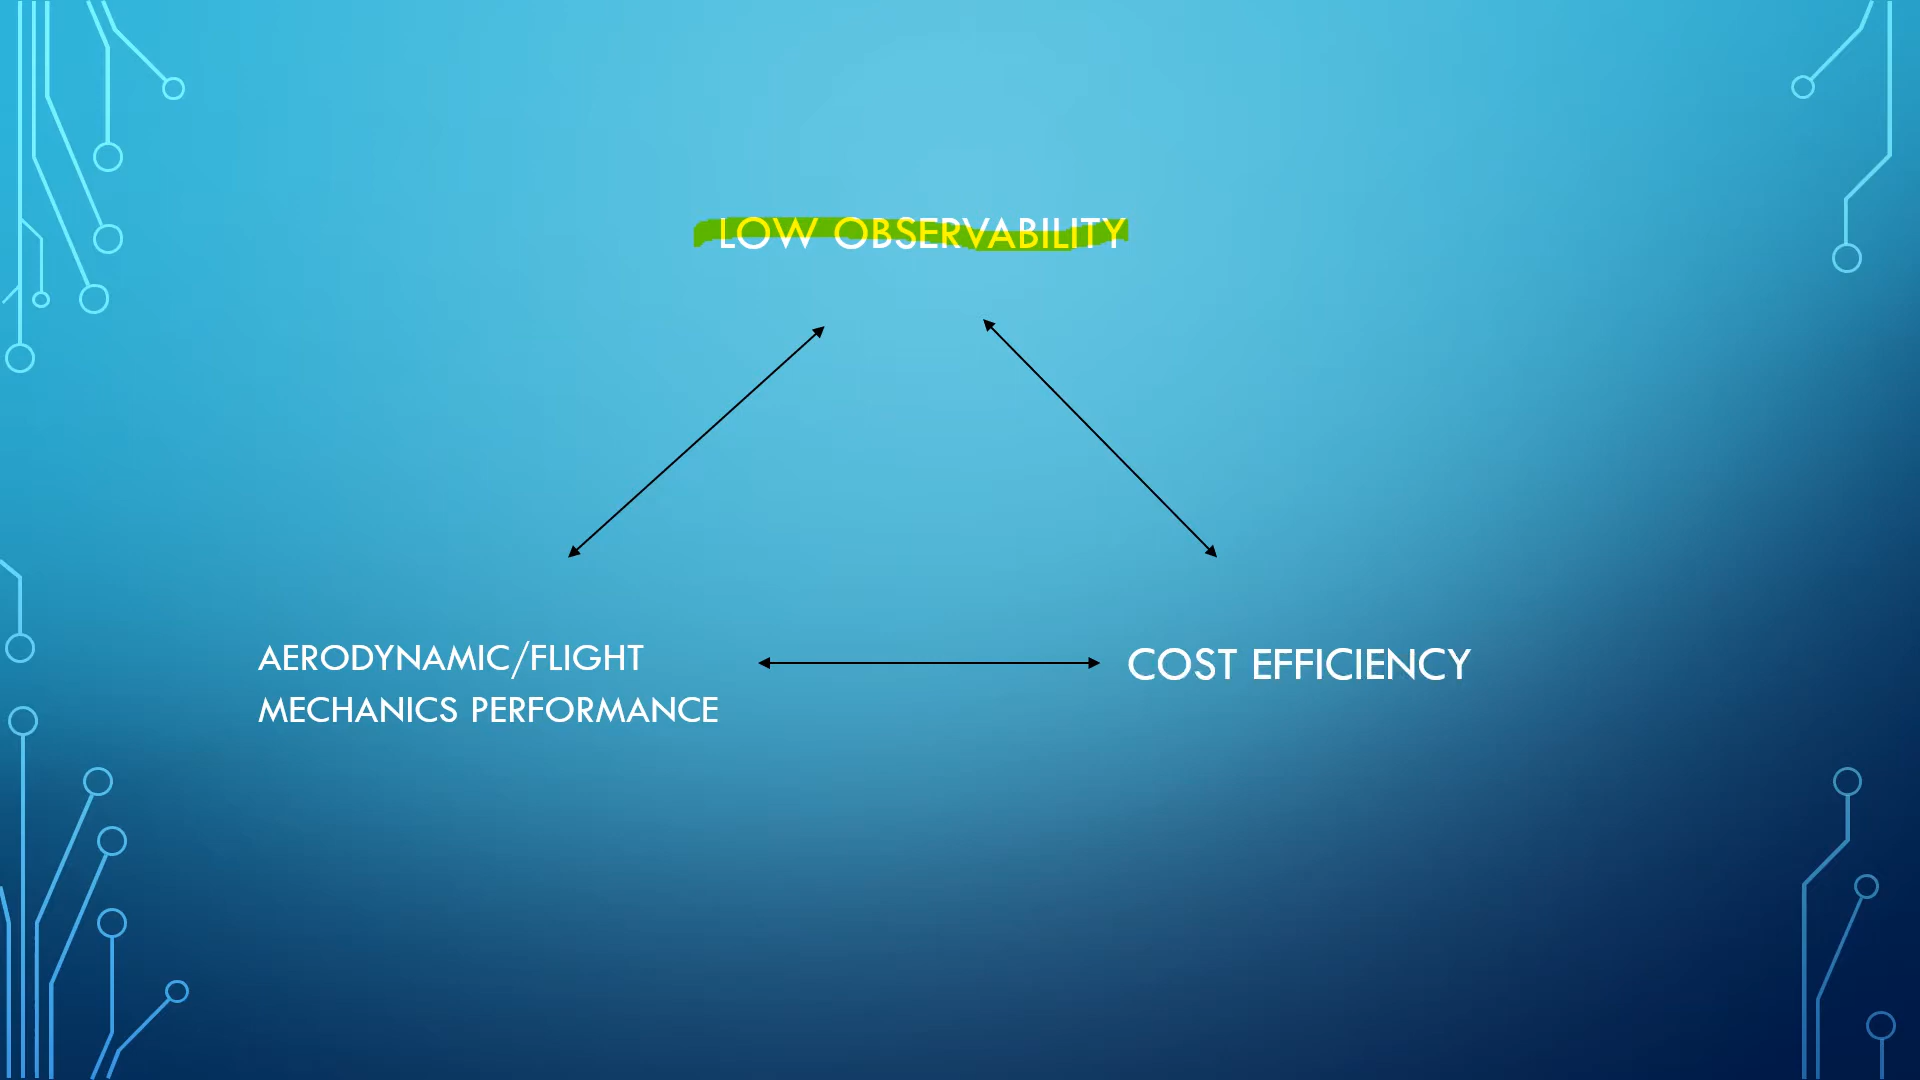 LOW OBSERVABILITY
AERODYNAMIC/FLIGHT
MECHANICS PERFORMANCE
COST EFFICIENCY